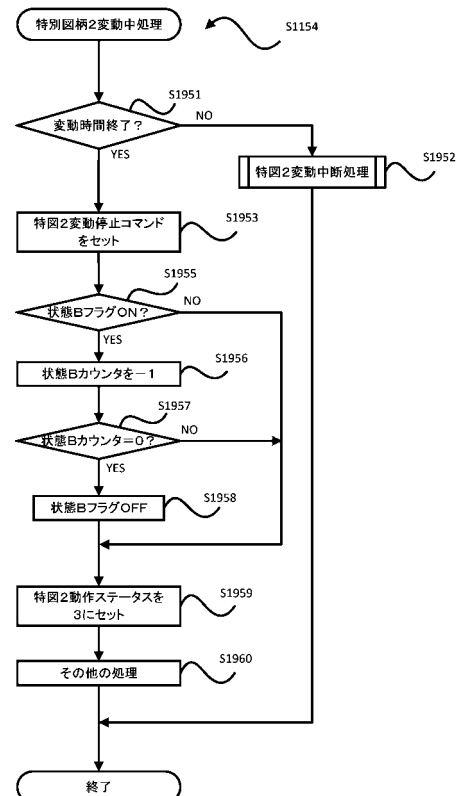 特別図柄2変動中処理
S1154
S1951
変動時間終了？
NO
YES
特図2変動中断処理
S1952
特図2変動停止コマンド
をセット
S1953
S1955
状態BフラグON？
NO
YES
状態Bカウンタを－1
S1956
S1957
状態Bカウンタ＝0？
NO
YES
状態BフラグOFF
S1958
特図2動作ステータスを
3にセット
S1959
その他の処理
S1960
終了